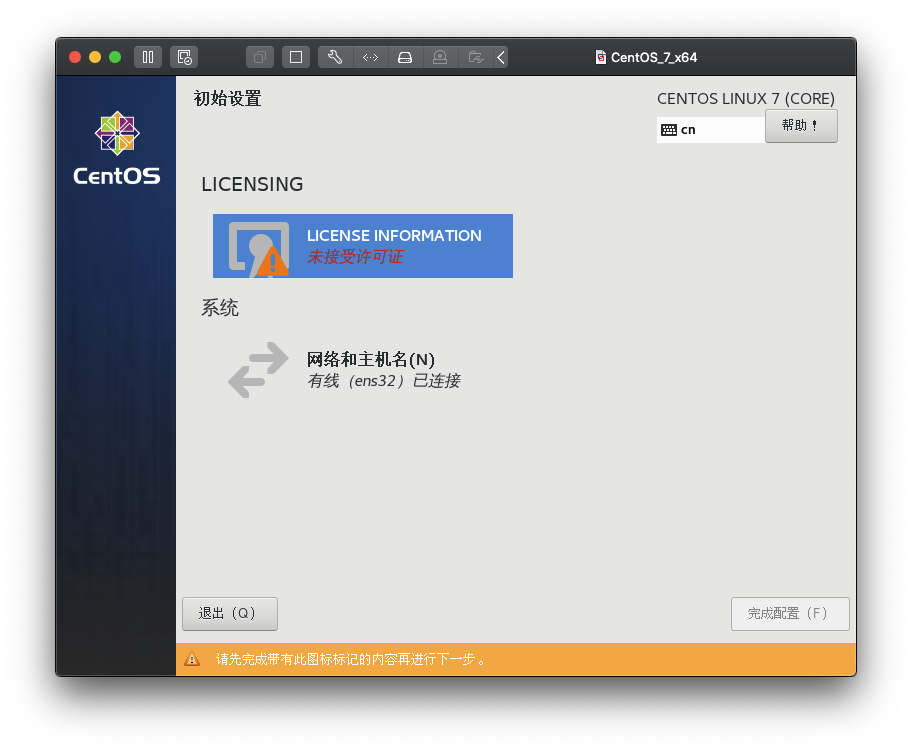 CentOS_7_x64
初始设置
CENTOS LINUX 7 (CORE)
cn
帮助！
CentOS
LICENSING
LICENSE INFORMATION
未接受许可证
系统
网络和主机名(N)
有线（ens32）已连接
退出（Q）
完成配置（F）
请先完成带有此图标标记的内容再进行下一步。